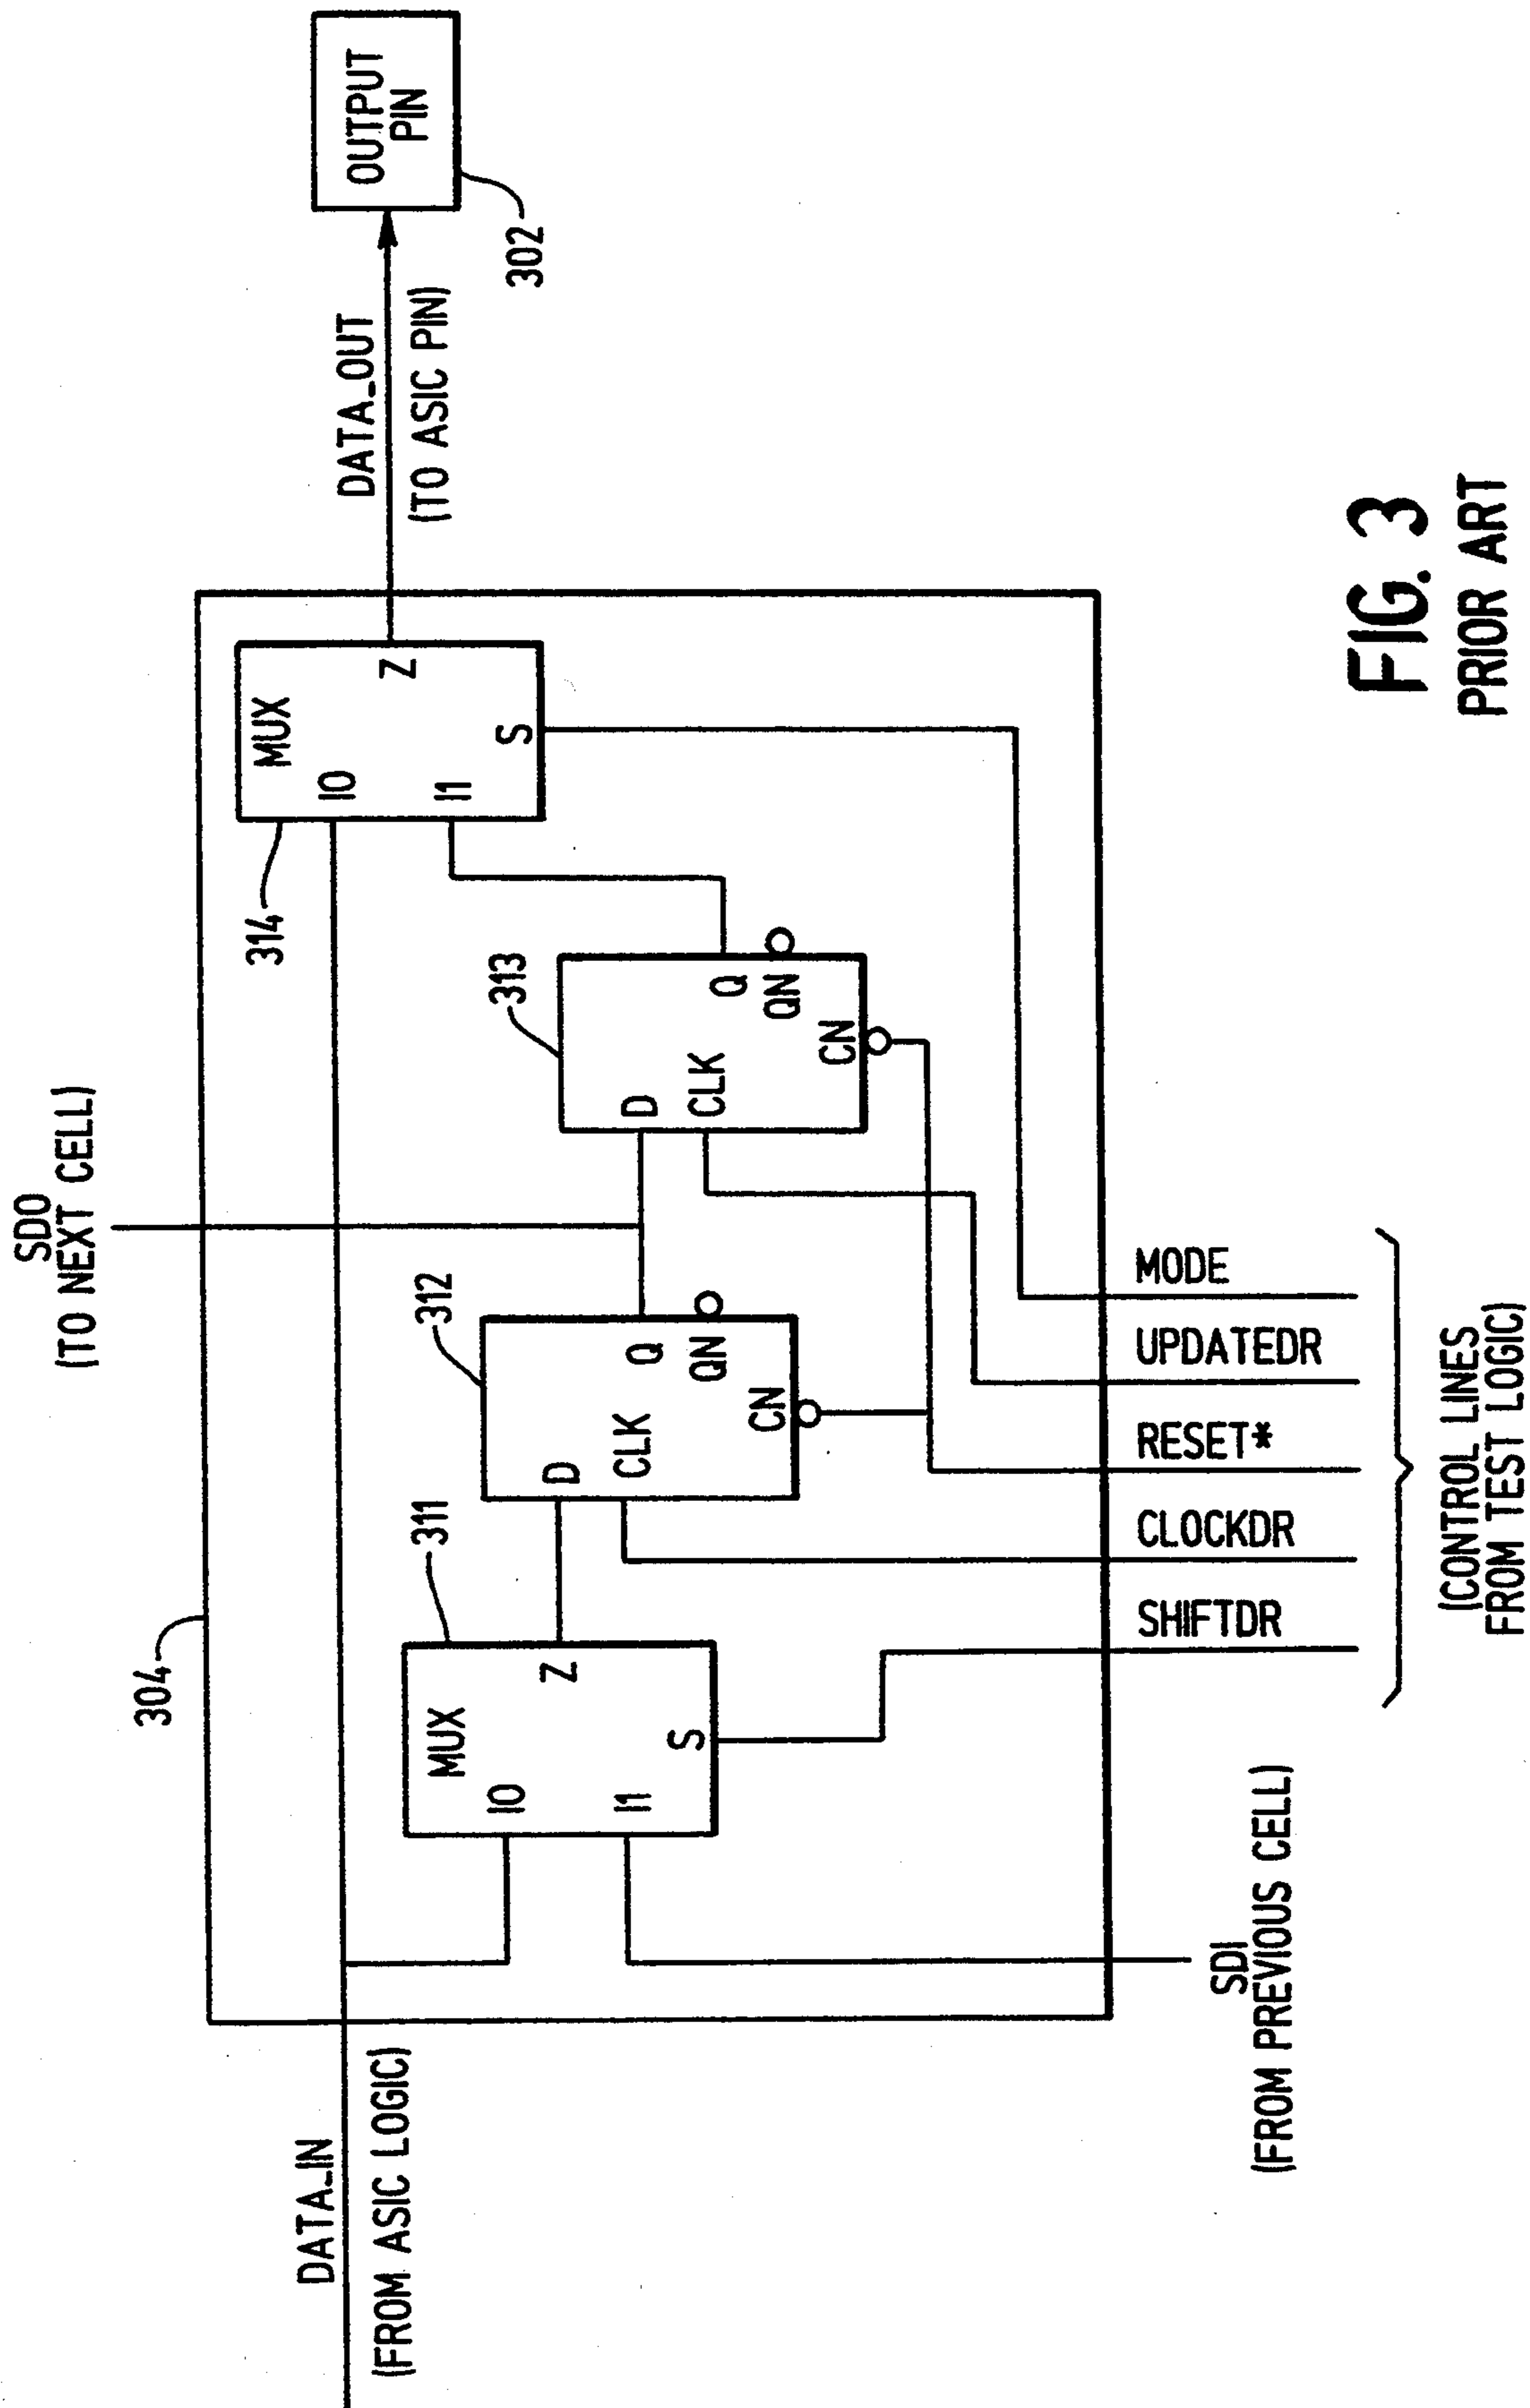 SDO
(TO NEXT CELL)
304
DATA_IN
(FROM ASIC LOGIC)
311
MUX
I0
I1
Z
S
312
D
CLK
Q
QN
CN
313
D
CLK
Q
QN
CN
314
MUX
I0
I1
Z
S
DATA_OUT
(TO ASIC PIN)
OUTPUT
PIN
302
SDI
(FROM PREVIOUS CELL)
SHIFTDR
CLOCKDR
RESET*
UPDATEDR
MODE
(CONTROL LINES
FROM TEST LOGIC)
FIG. 3
PRIOR ART